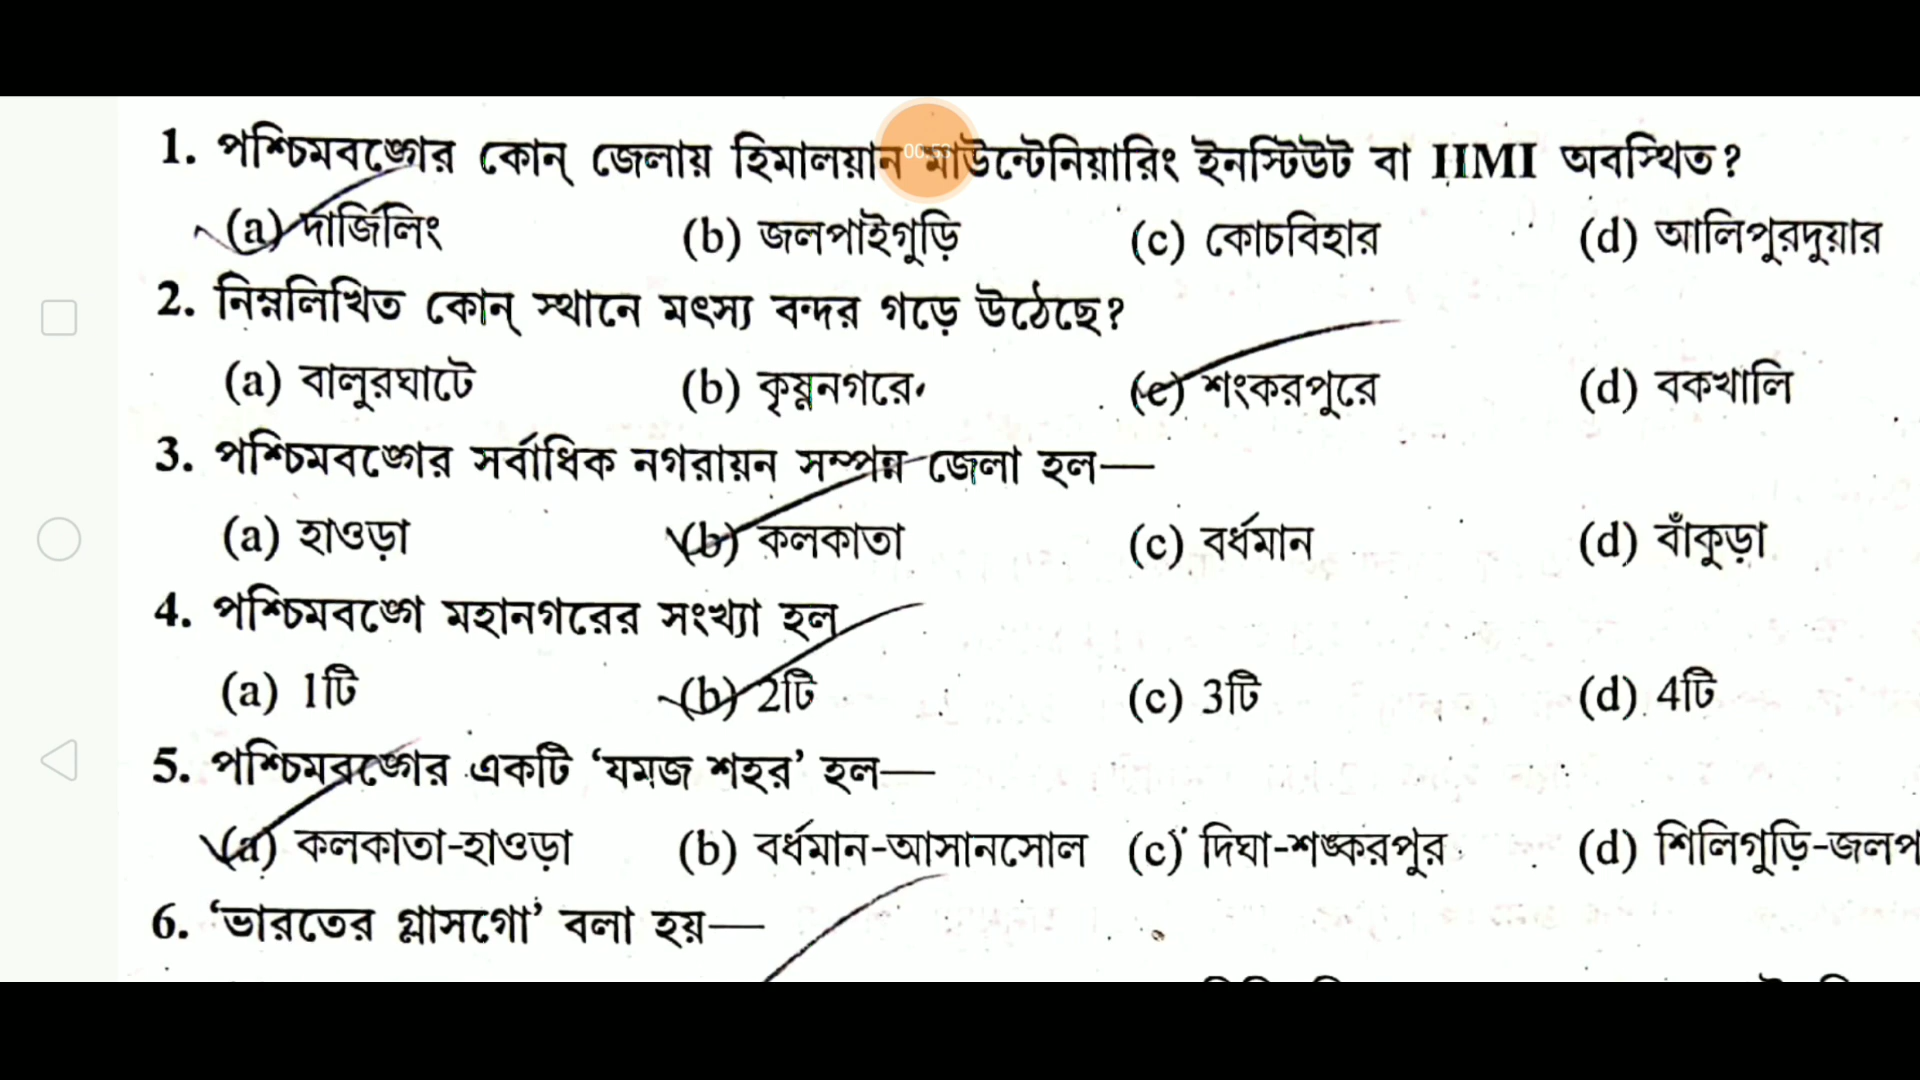 1. পশ্চিমবঙ্গের কোন্ জেলায় হিমালয়ান মাউন্টেনিয়ারিং ইনস্টিউট বা IIMI অবস্থিত?
(a) দার্জিলিং (b) জলপাইগুড়ি (c) কোচবিহার (d) আলিপুরদুয়ার
2. নিম্নলিখিত কোন্ স্থানে মৎস্য বন্দর গড়ে উঠেছে?
(a) বালুরঘাটে (b) কৃষ্ণনগরে (c) শংকরপুরে (d) বকখালি
3. পশ্চিমবঙ্গের সর্বাধিক নগরায়ন সম্পন্ন জেলা হল—
(a) হাওড়া (b) কলকাতা (c) বর্ধমান (d) বাঁকুড়া
4. পশ্চিমবঙ্গে মহানগরের সংখ্যা হল
(a) 1টি (b) 2টি (c) 3টি (d) 4টি
5. পশ্চিমবঙ্গের একটি ‘যমজ শহর’ হল—
(a) কলকাতা-হাওড়া (b) বর্ধমান-আসানসোল (c) দিঘা-শঙ্করপুর (d) শিলিগুড়ি-জলপ
6. ‘ভারতের গ্লাসগো’ বলা হয়—